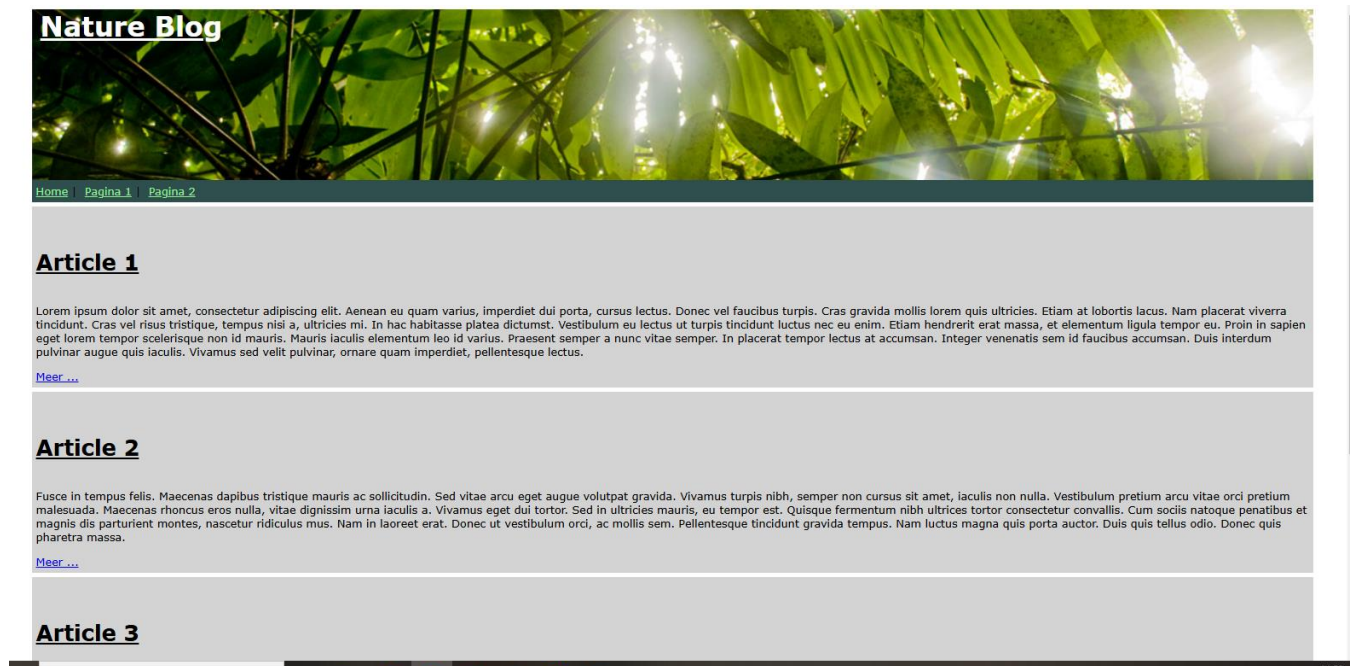 Nature Blog
Home | Pagina 1 | Pagina 2
Article 1
Lorem ipsum dolor sit amet, consectetur adipiscing elit. Aenean eu quam varius, imperdiet dui porta, cursus lectus. Donec vel faucibus turpis. Cras gravida mollis lorem quis ultricies. Etiam at lobortis lacus. Nam placerat viverra
tincidunt. Cras vel risus tristique, tempus nisi a, ultricies mi. In hac habitasse platea dictumst. Vestibulum eu lectus ut turpis tincidunt luctus nec eu enim. Etiam hendrerit erat massa, et elementum ligula tempor eu. Proin in sapien
eget lorem tempor scelerisque non id mauris. Mauris iaculis elementum leo id varius. Praesent semper a nunc vitae semper. In placerat tempor lectus at accumsan. Integer venenatis sem id faucibus accumsan. Duis interdum
pulvinar augue quis iaculis. Vivamus sed velit pulvinar, ornare quam imperdiet, pellentesque lectus.
Meer ...
Article 2
Fusce in tempus felis. Maecenas dapibus tristique mauris ac sollicitudin. Sed vitae arcu eget augue volutpat gravida. Vivamus turpis nibh, semper non cursus sit amet, iaculis non nulla. Vestibulum pretium arcu vitae orci pretium
malesuada. Maecenas rhoncus eros nulla, vitae dignissim urna iaculis a. Vivamus eget dui tortor. Sed in ultricies mauris, eu tempor est. Quisque fermentum nibh ultrices tortor consectetur convallis. Cum sociis natoque penatibus et
magnis dis parturient montes, nascetur ridiculus mus. Nam in laoreet erat. Donec ut vestibulum orci, ac mollis sem. Pellentesque tincidunt gravida tempus. Nam luctus magna quis porta auctor. Duis quis tellus odio. Donec quis
pharetra massa.
Meer ...
Article 3